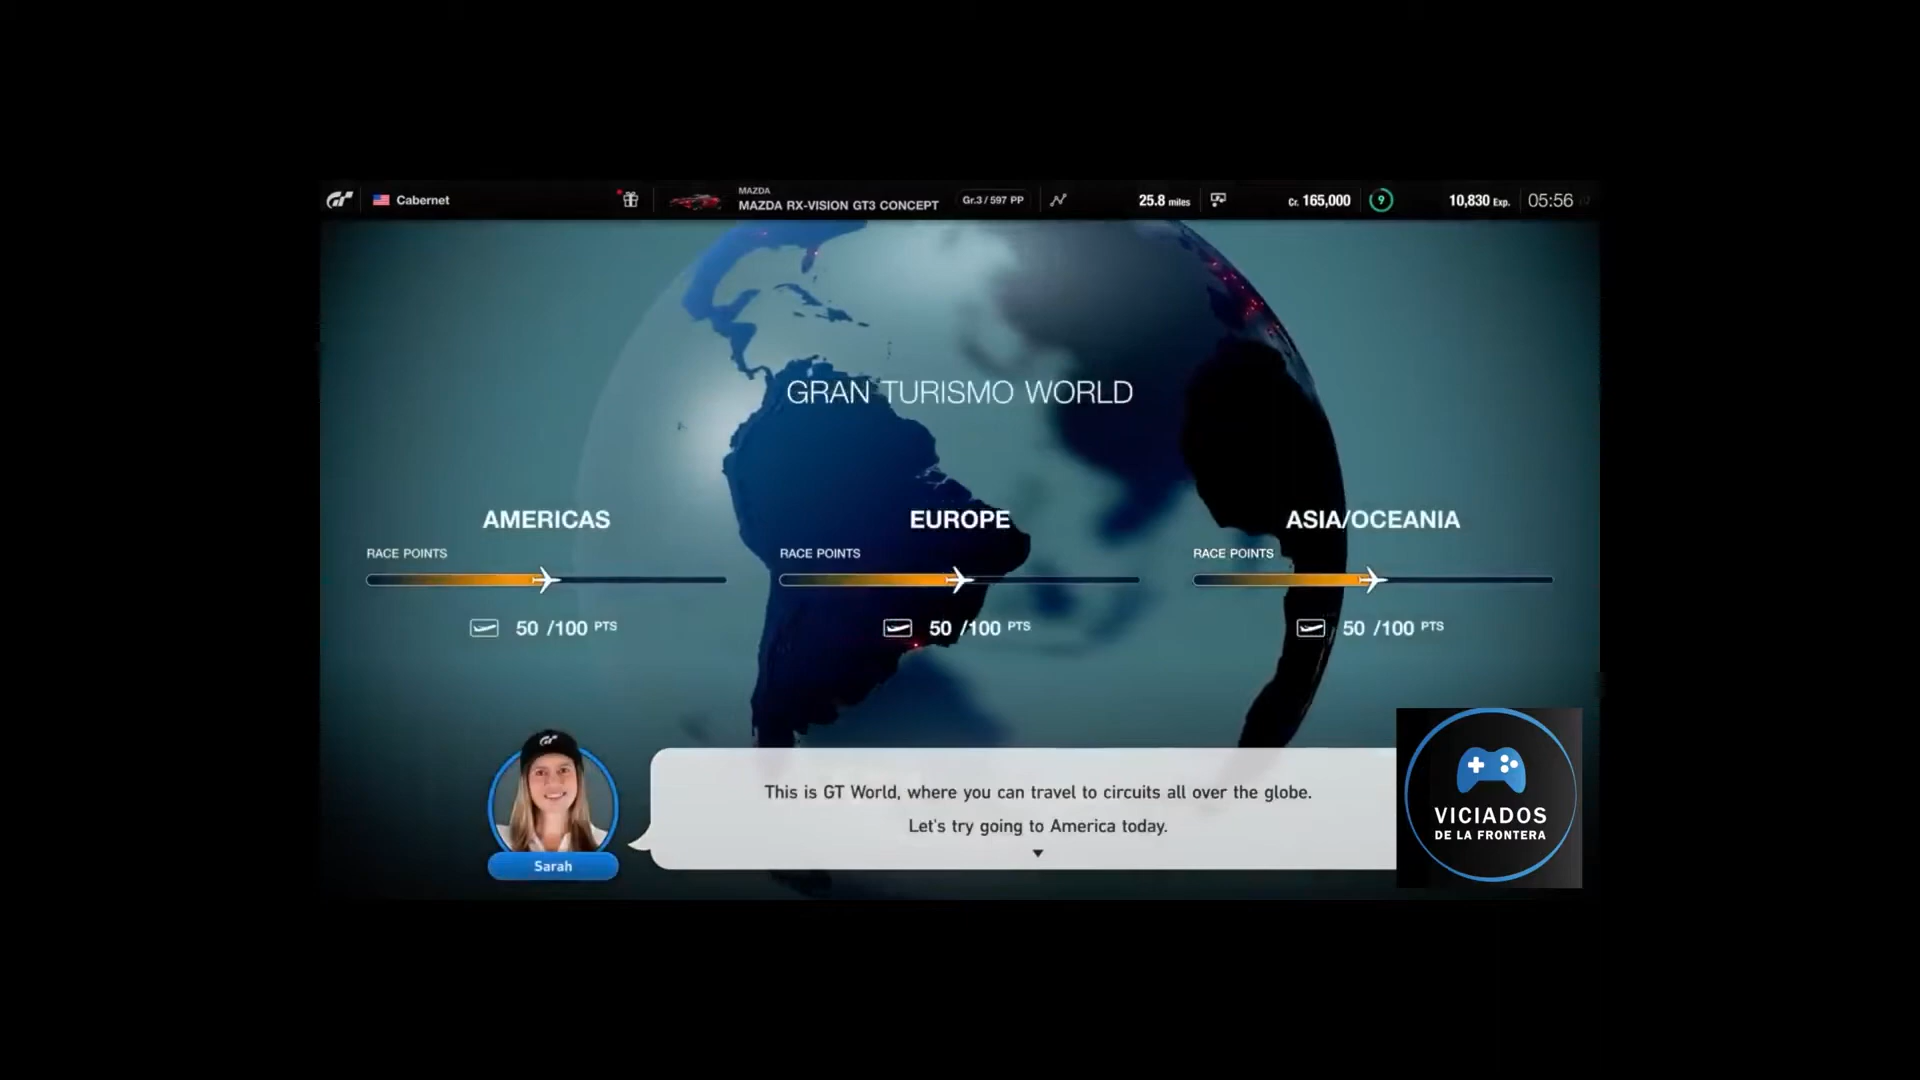 Cabernet
MAZDA
MAZDA RX-VISION GT3 CONCEPT
Gr.3 / 597 PP
25.8 miles
Cr. 165,000
9
10,830 Exp.
05:56
GRAN TURISMO WORLD
AMERICAS
RACE POINTS
50 /100 PTS
EUROPE
RACE POINTS
50 /100 PTS
ASIA/OCEANIA
RACE POINTS
50 /100 PTS
This is GT World, where you can travel to circuits all over the globe.
Let's try going to America today.
Sarah
VICIADOS
DE LA FRONTERA